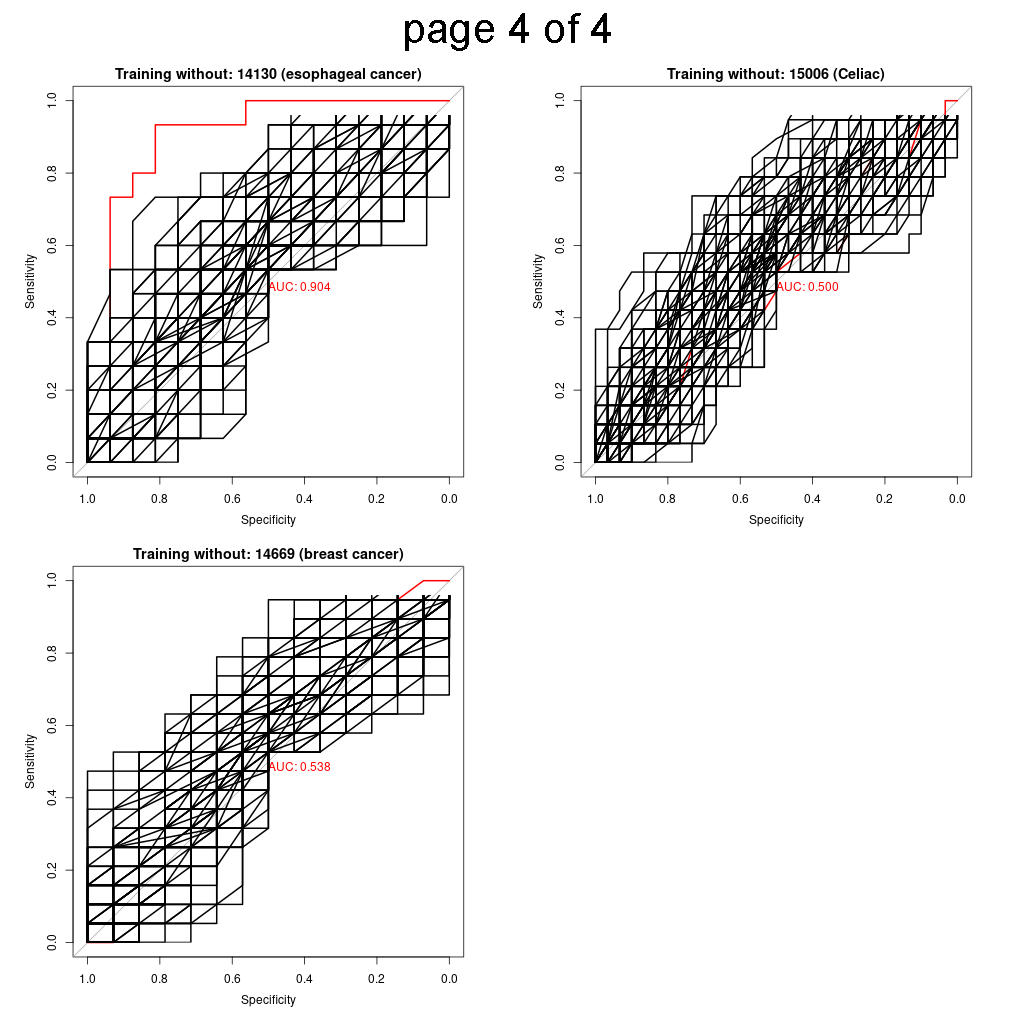 page 4 of 4
Training without: 14130 (esophageal cancer)
Sensitivity
1.0
0.8
0.6
0.4
0.2
0.0
AUC: 0.904
1.0 0.8 0.6 0.4 0.2 0.0
Specificity
Training without: 15006 (Celiac)
Sensitivity
1.0
0.8
0.6
0.4
0.2
0.0
AUC: 0.500
1.0 0.8 0.6 0.4 0.2 0.0
Specificity
Training without: 14669 (breast cancer)
Sensitivity
1.0
0.8
0.6
0.4
0.2
0.0
AUC: 0.538
1.0 0.8 0.6 0.4 0.2 0.0
Specificity